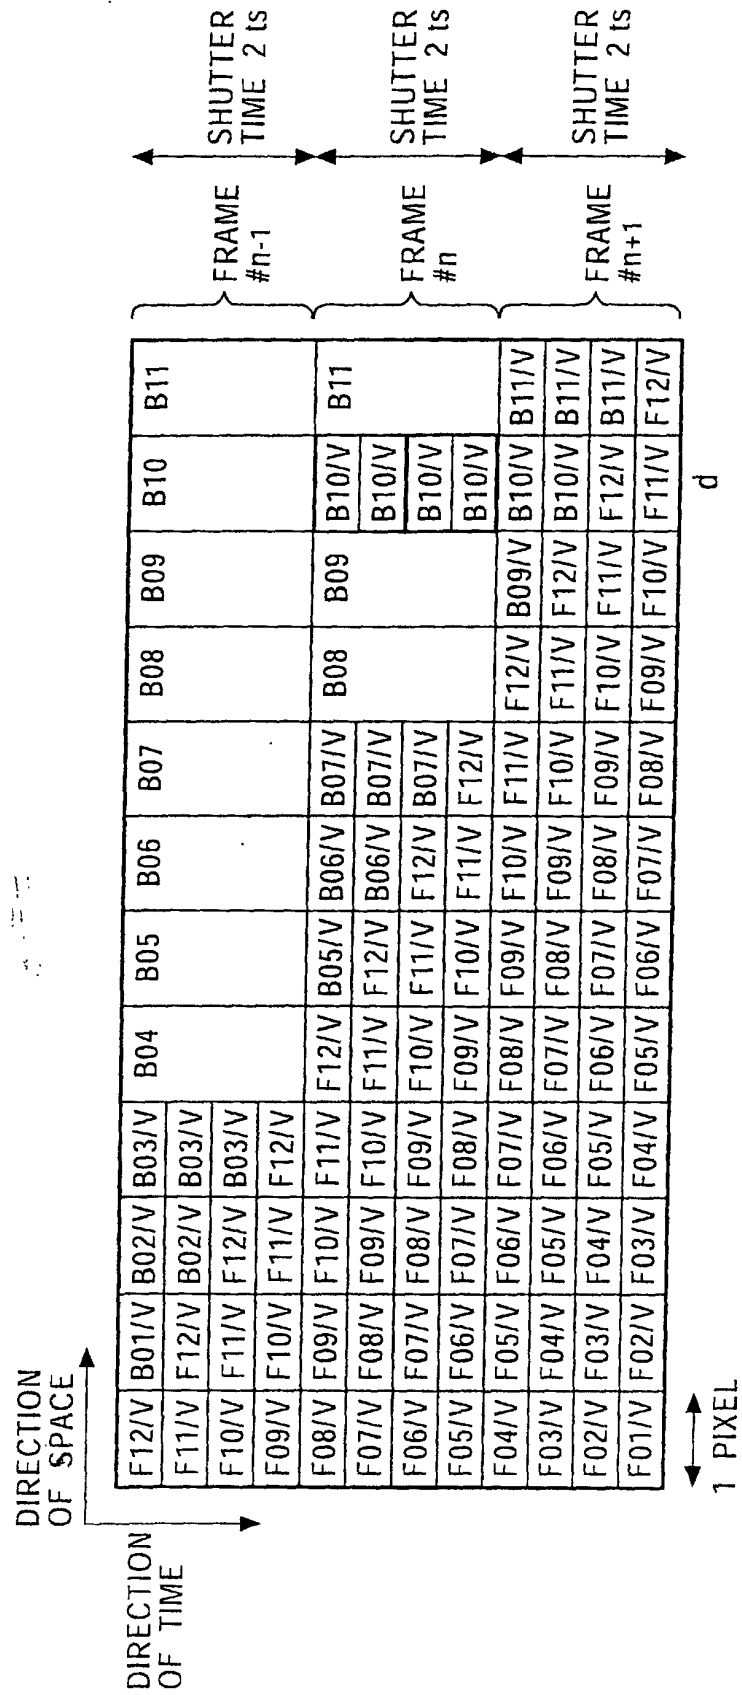 DIRECTION
OF SPACE
DIRECTION
OF TIME
F12/V B01/V B02/V B03/V B04 B05 B06 B07 B08 B09 B10 B11
F11/V F12/V B02/V B03/V
F10/V F11/V F12/V B03/V
F09/V F10/V F11/V F12/V
FRAME
#n-1
SHUTTER
TIME 2 ts
F08/V F09/V F10/V F11/V F12/V B05/V B06/V B07/V B08 B09 B10/V B11
F07/V F08/V F09/V F10/V F11/V F12/V B06/V B07/V B10/V
F06/V F07/V F08/V F09/V F10/V F11/V F12/V B07/V B10/V
F05/V F06/V F07/V F08/V F09/V F10/V F11/V F12/V B10/V
FRAME
#n
SHUTTER
TIME 2 ts
F04/V F05/V F06/V F07/V F08/V F09/V F10/V F11/V F12/V B09/V B10/V B11/V
F03/V F04/V F05/V F06/V F07/V F08/V F09/V F10/V F11/V F12/V B10/V B11/V
F02/V F03/V F04/V F05/V F06/V F07/V F08/V F09/V F10/V F11/V F12/V B11/V
F01/V F02/V F03/V F04/V F05/V F06/V F07/V F08/V F09/V F10/V F11/V F12/V
FRAME
#n+1
SHUTTER
TIME 2 ts
1 PIXEL
d